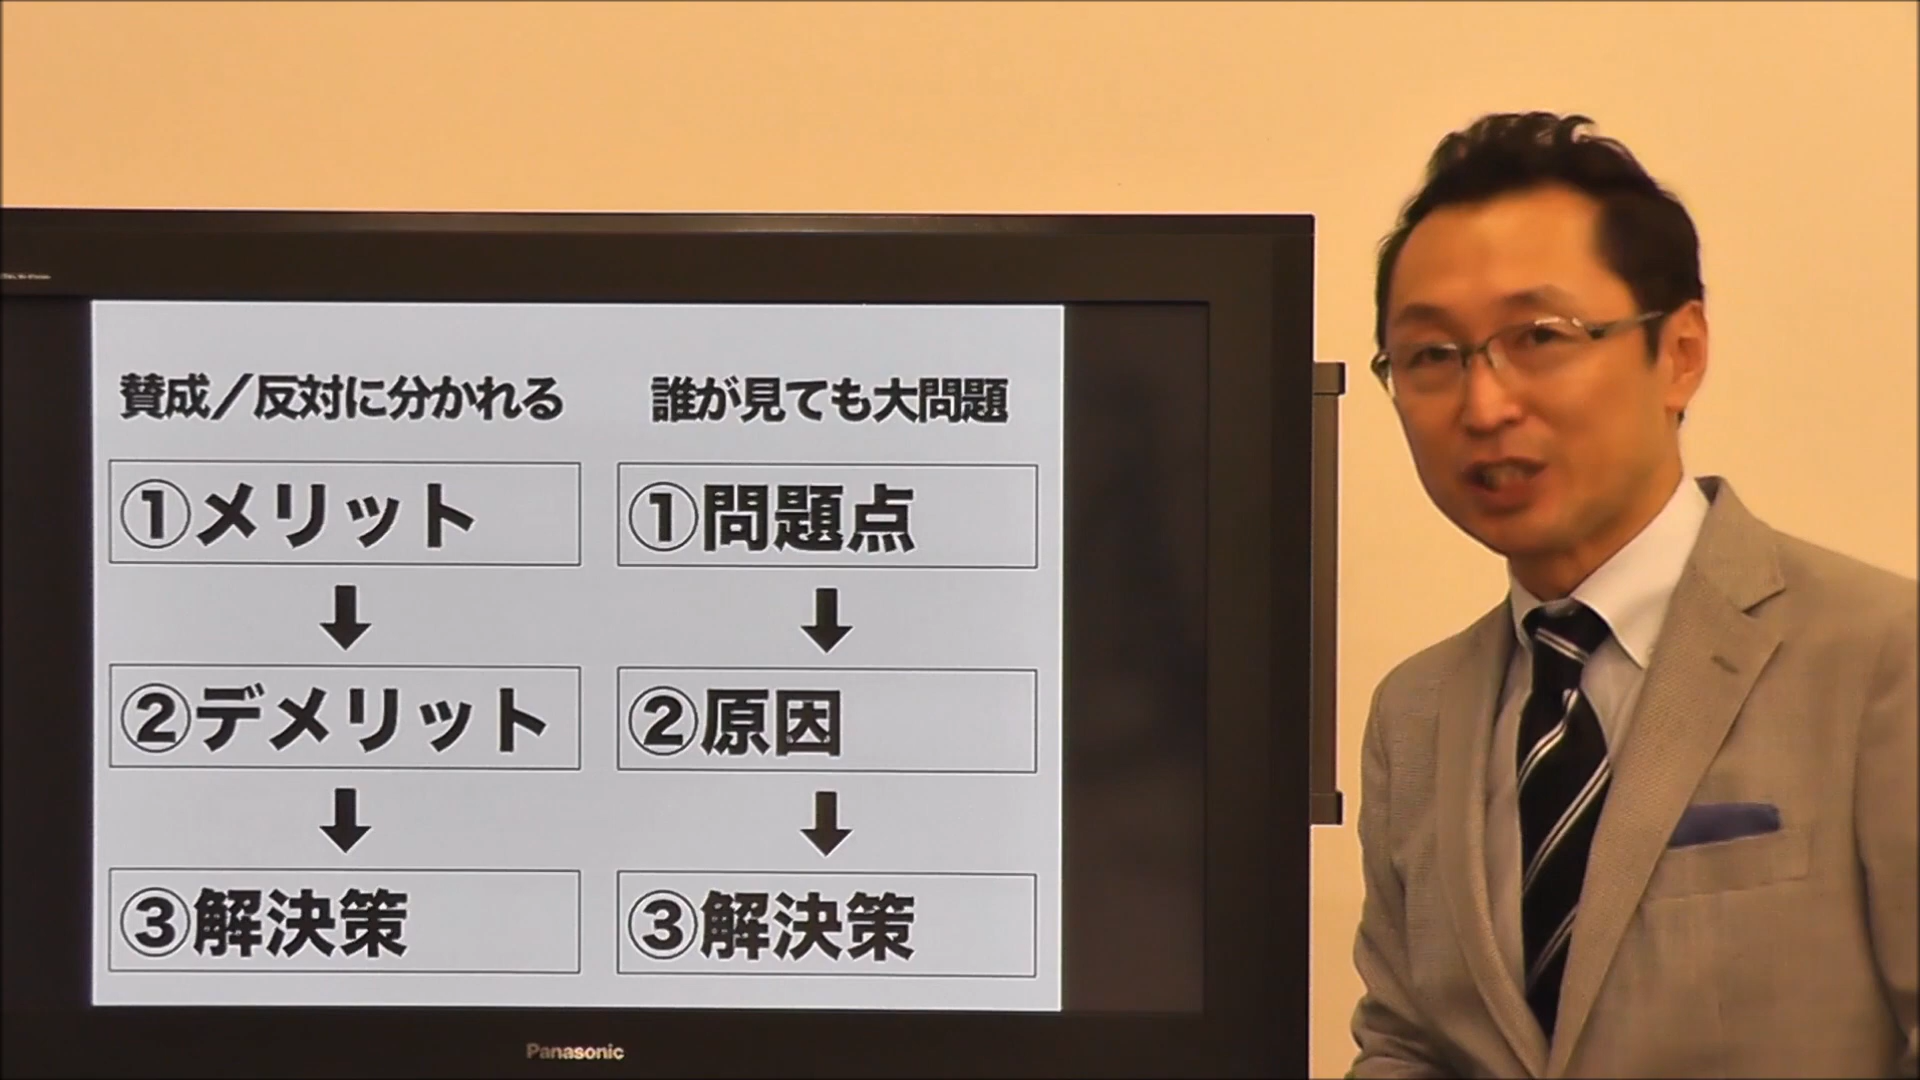 賛成／反対に分かれる
①メリット
②デメリット
③解決策
誰が見ても大問題
①問題点
②原因
③解決策
Panasonic